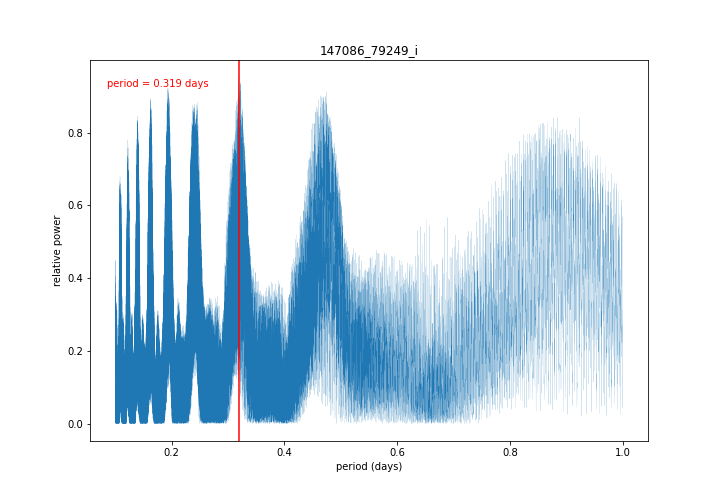 147086_79249_i
period = 0.319 days
relative power
0.8
0.6
0.4
0.2
0.0
0.2 0.4 0.6 0.8 1.0
period (days)